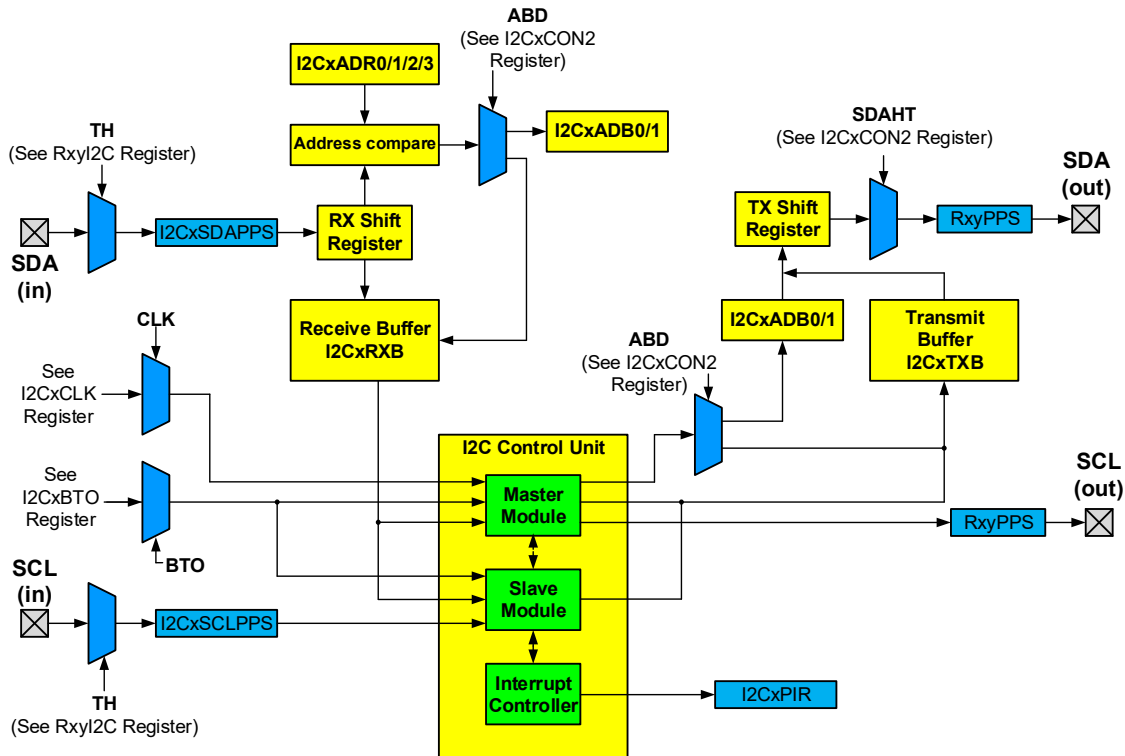 ABD
(See I2CxCON2
Register)
I2CxADR0/1/2/3
TH
(See RxyI2C Register)
Address compare
I2CxADB0/1
SDAHT
(See I2CxCON2 Register)
SDA
(out)
I2CxSDAPPS
RX Shift
Register
TX Shift
Register
RxyPPS
SDA
(in)
Receive Buffer
I2CxRXB
I2CxADB0/1
Transmit
Buffer
I2CxTXB
CLK
See
I2CxCLK
Register
ABD
(See I2CxCON2
Register)
I2C Control Unit
See
I2CxBTO
Register
BTO
Master
Module
SCL
(out)
RxyPPS
SCL
(in)
Slave
Module
I2CxSCLPPS
TH
(See RxyI2C Register)
Interrupt
Controller
I2CxPIR